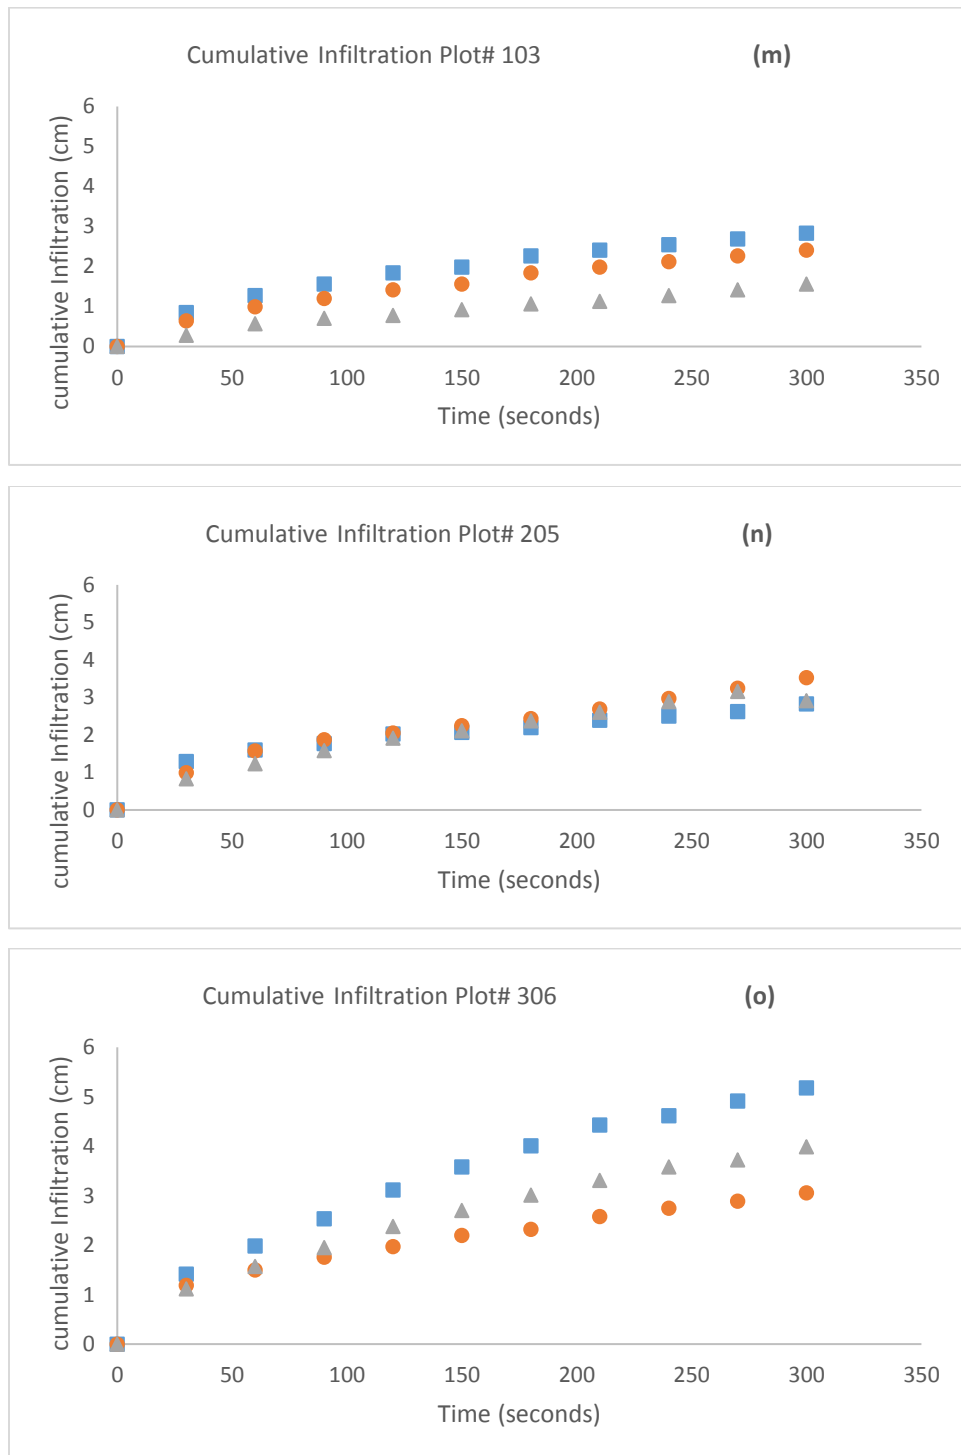 Cumulative Infiltration Plot# 103 (m)
cumulative Infiltration (cm)
6
5
4
3
2
1
0
0 50 100 150 200 250 300 350
Time (seconds)
Cumulative Infiltration Plot# 205 (n)
cumulative Infiltration (cm)
6
5
4
3
2
1
0
0 50 100 150 200 250 300 350
Time (seconds)
Cumulative Infiltration Plot# 306 (o)
cumulative Infiltration (cm)
6
5
4
3
2
1
0
0 50 100 150 200 250 300 350
Time (seconds)